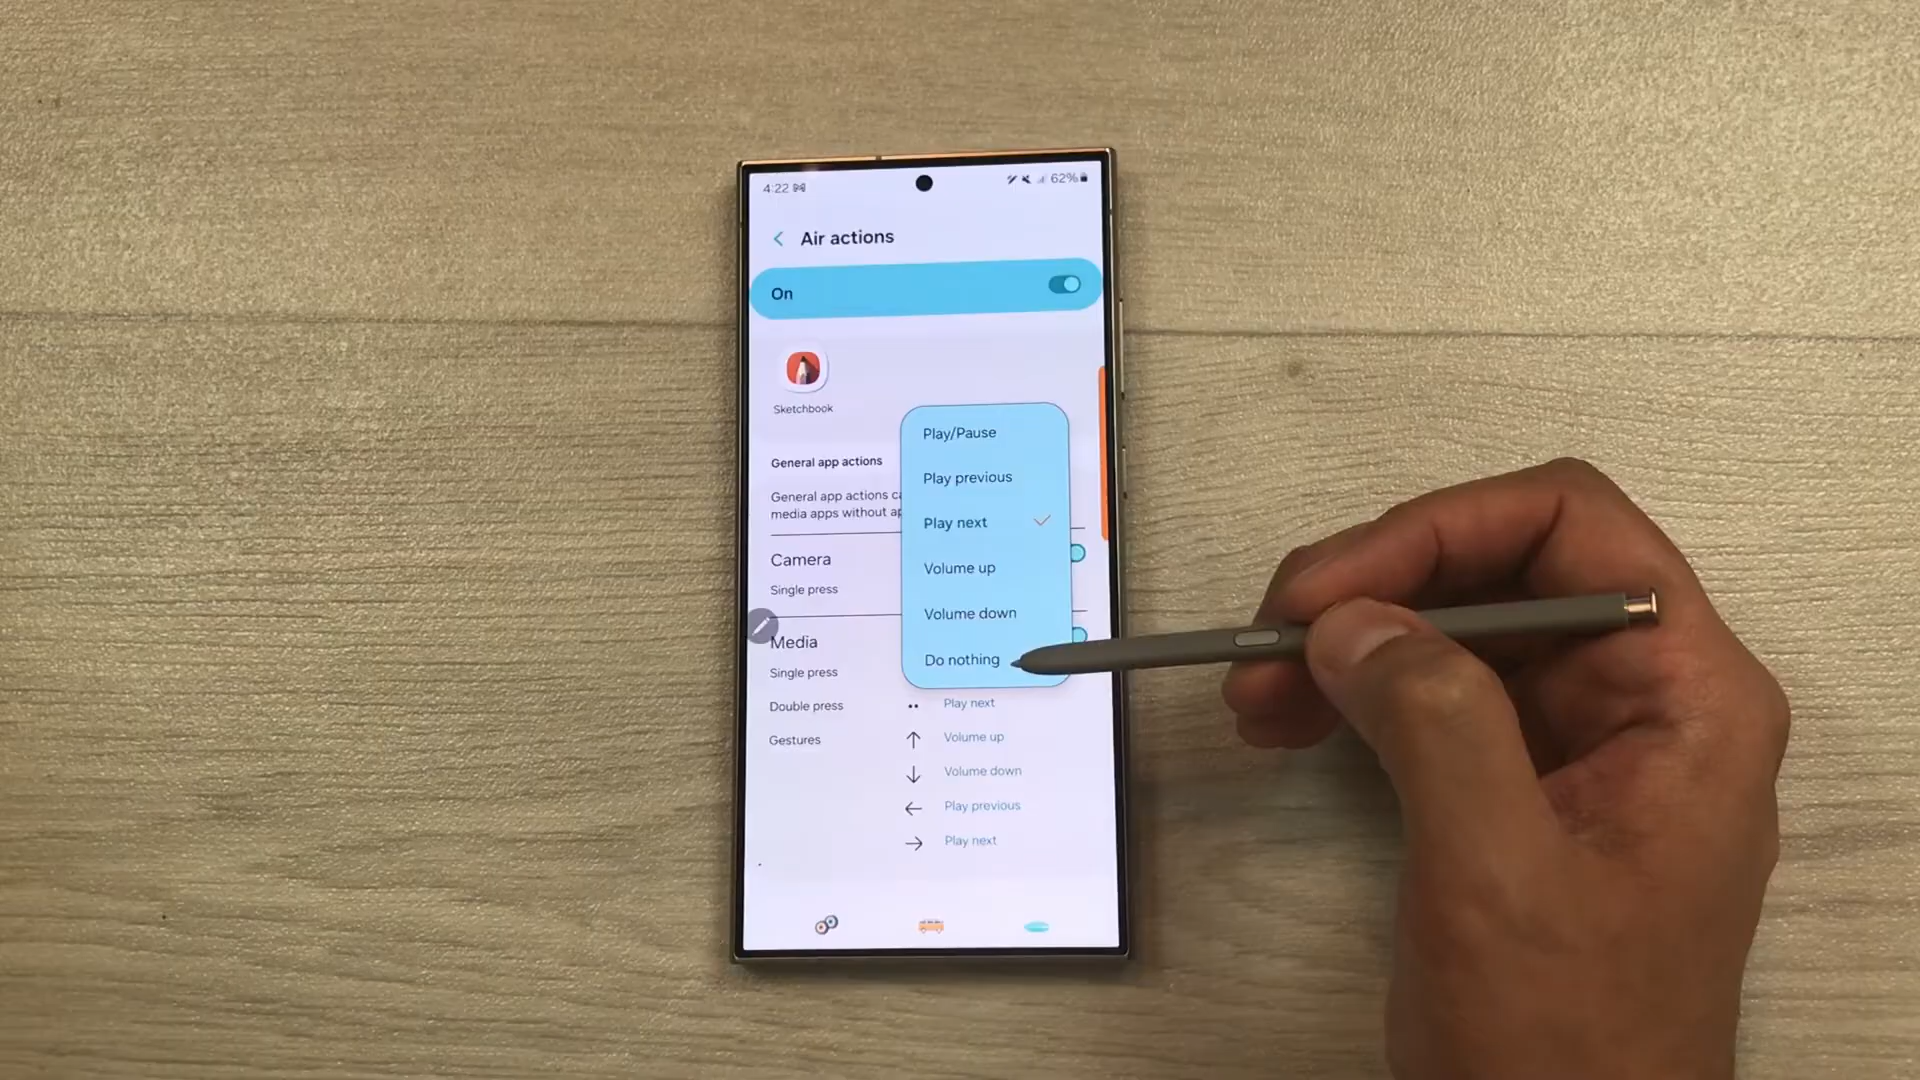 4:22
62%
Air actions
On
Sketchbook
General app actions
General app actions
media apps without
Play/Pause
Play previous
Play next
Volume up
Volume down
Do nothing
Camera
Single press
Media
Single press
Double press
Play next
Gestures
Volume up
Volume down
Play previous
Play next